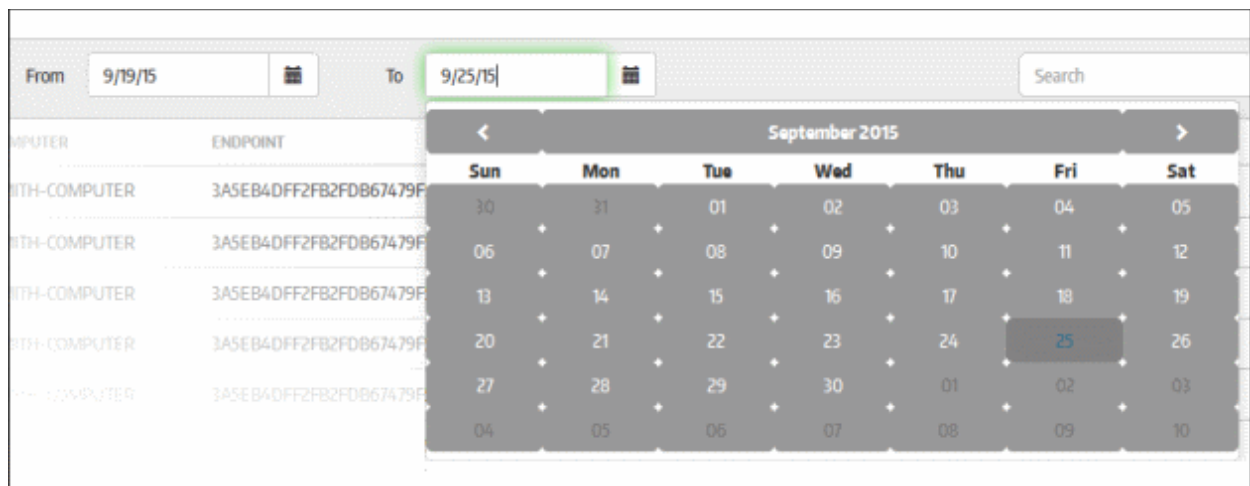 From 9/19/15 To 9/25/15 Search
MPUTER ENDPOINT
< September 2015 >
Sun Mon Tue Wed Thu Fri Sat
ITH-COMPUTER 3A5EB4DFF2FB2FDB67479F
30 31 01 02 03 04 05
ITH-COMPUTER 3A5EB4DFF2FB2FDB67479F
06 07 08 09 10 11 12
ITH-COMPUTER 3A5EB4DFF2FB2FDB67479F
13 14 15 16 17 18 19
ITH-COMPUTER 3A5EB4DFF2FB2FDB67479F
20 21 22 23 24 25 26
COMPUTER 3A5EB4DFF2FB2FDB67479F
27 28 29 30 01 02 03
04 05 06 07 08 09 10